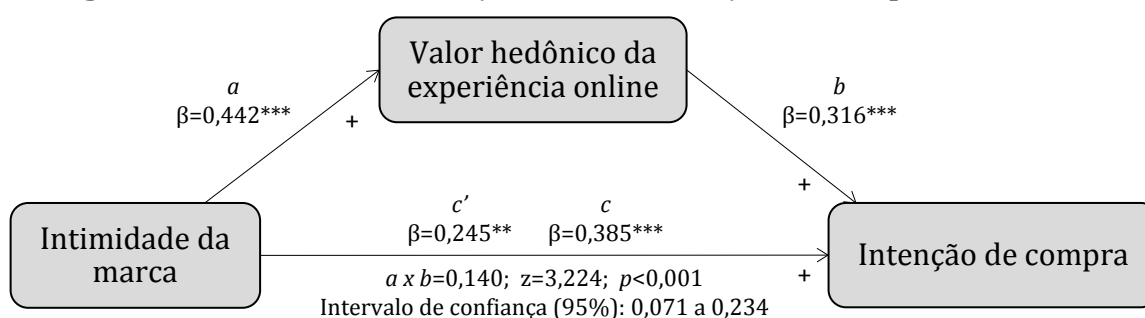 Valor hedônico da
experiência online
a
β=0,442***
+
b
β=0,316***
+
Intimidade da
marca
c’ c
β=0,245** β=0,385***
a x b=0,140; z=3,224; p<0,001
Intervalo de confiança (95%): 0,071 a 0,234
+
Intenção de compra